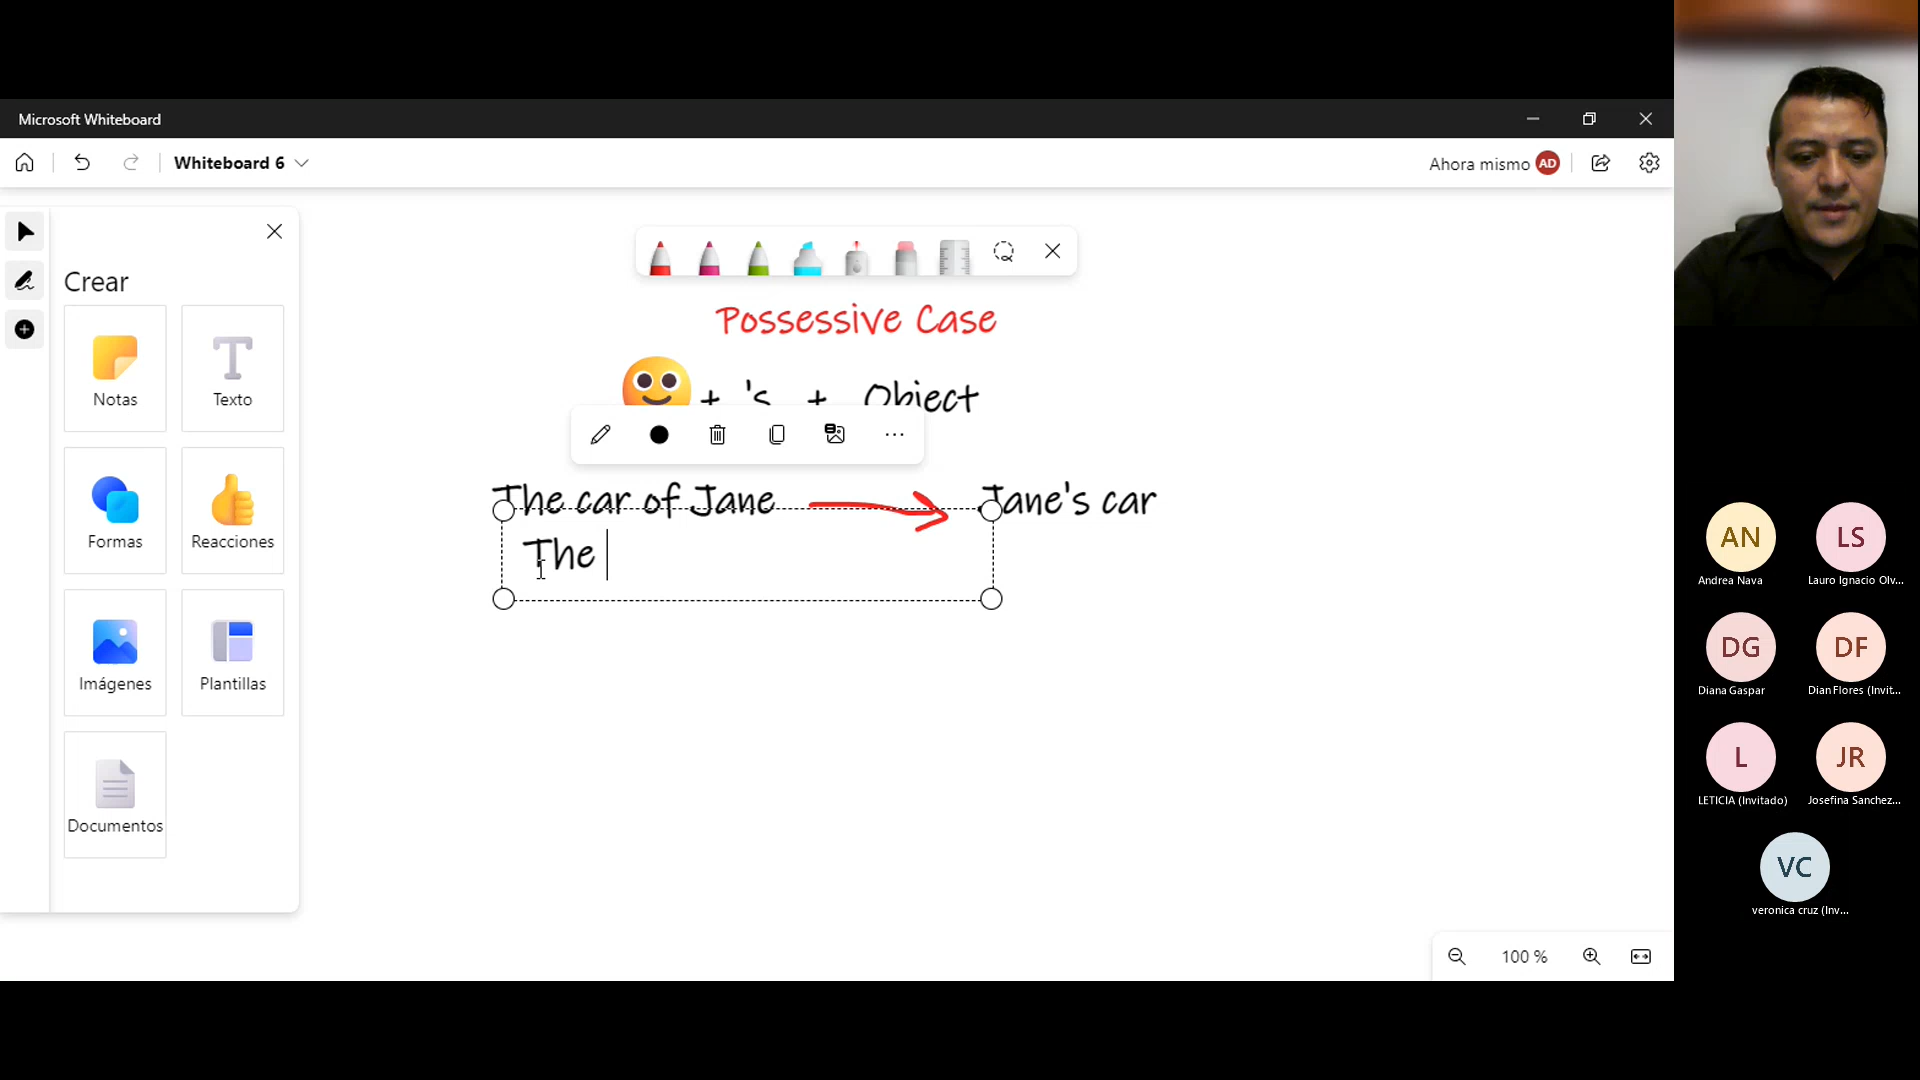 Microsoft Whiteboard
Whiteboard 6
Ahora mismo AD
Crear
Notas
Texto
Formas
Reacciones
Imágenes
Plantillas
Documentos
Possessive Case
+ 's + Object
The car of Jane
Jane's car
The
100 %
AN
Andrea Nava
LS
Lauro Ignacio Olv...
DG
Diana Gaspar
DF
Dian Flores (Invit...
L
LETICIA (Invitado)
JR
Josefina Sanchez...
VC
veronica cruz (Inv...